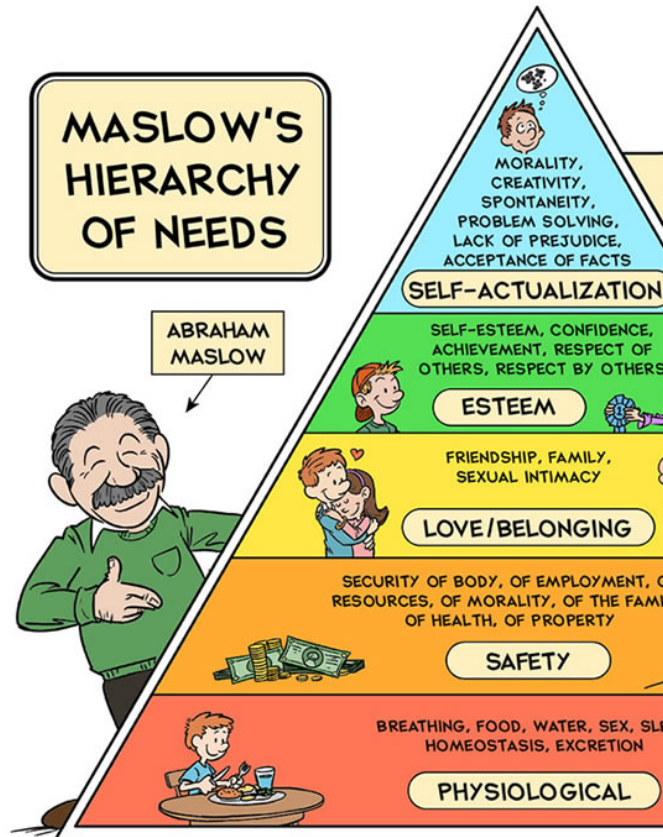 MASLOW'S
HIERARCHY
OF NEEDS
ABRAHAM
MASLOW
MORALITY,
CREATIVITY,
SPONTANEITY,
PROBLEM SOLVING,
LACK OF PREJUDICE,
ACCEPTANCE OF FACTS
SELF-ACTUALIZATION
SELF-ESTEEM, CONFIDENCE,
ACHIEVEMENT, RESPECT OF
OTHERS, RESPECT BY OTHERS
ESTEEM
1
FRIENDSHIP, FAMILY,
SEXUAL INTIMACY
LOVE/BELONGING
SECURITY OF BODY, OF EMPLOYMENT,
RESOURCES, OF MORALITY, OF THE
OF HEALTH, OF PROPERTY
SAFETY
BREATHING, FOOD, WATER, SEX,
HOMEOSTASIS, EXCRETION
PHYSIOLOGICAL